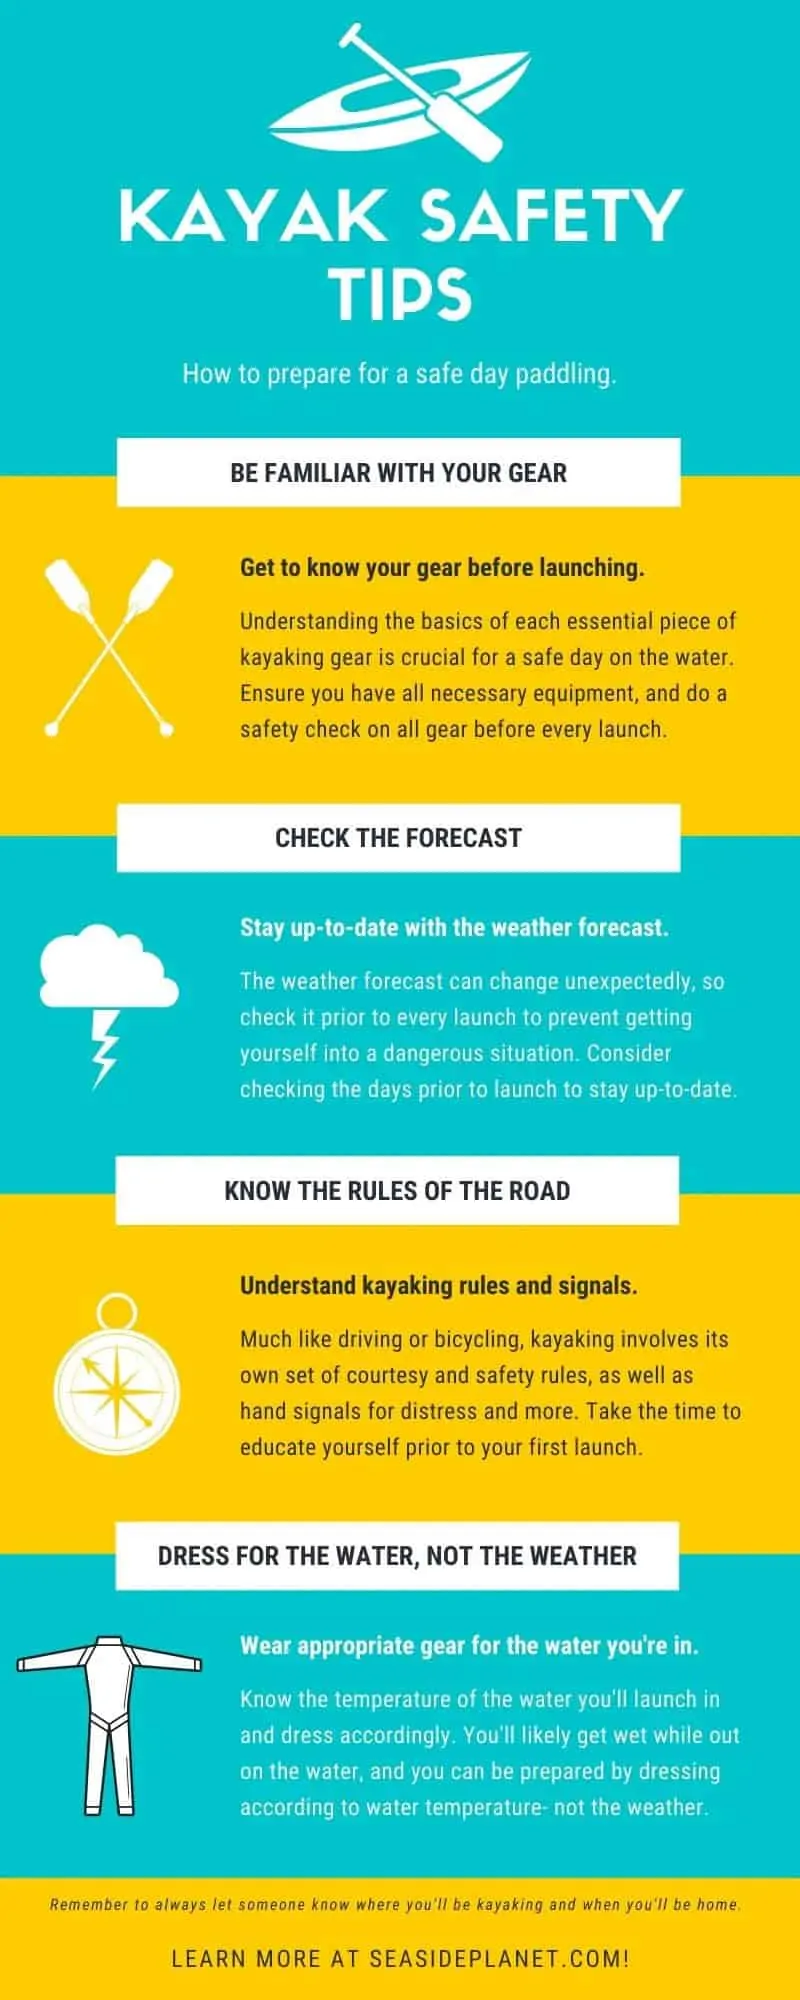 KAYAK SAFETY
TIPS
How to prepare for a safe day paddling.
BE FAMILIAR WITH YOUR GEAR
Get to know your gear before launching.
Understanding the basics of each essential piece of
kayaking gear is crucial for a safe day on the water.
Ensure you have all necessary equipment, and do a
safety check on all gear before every launch.
CHECK THE FORECAST
Stay up-to-date with the weather forecast.
The weather forecast can change unexpectedly, so
check it prior to every launch to prevent getting
yourself into a dangerous situation. Consider
checking the days prior to launch to stay up-to-date.
KNOW THE RULES OF THE ROAD
Understand kayaking rules and signals.
Much like driving or bicycling, kayaking involves its
own set of courtesy and safety rules, as well as
hand signals for distress and more. Take the time to
educate yourself prior to your first launch.
DRESS FOR THE WATER, NOT THE WEATHER
Wear appropriate gear for the water you're in.
Know the temperature of the water you'll launch in
and dress accordingly. You'll likely get wet while out
on the water, and you can be prepared by dressing
according to water temperature- not the weather.
Remember to always let someone know where you'll be kayaking and when you'll be home.
LEARN MORE AT SEASIDEPLANET.COM!